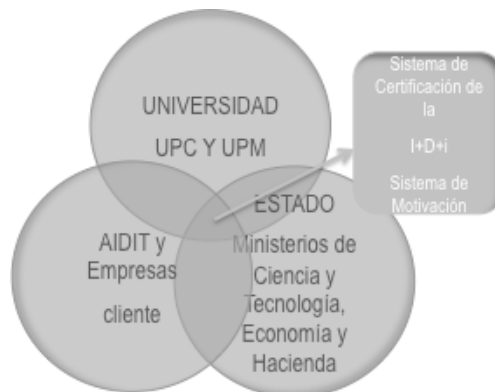 UNIVERSIDAD
UPC Y UPM
Sistema de
Certificación de
la
I+D+i
Sistema de
Motivación
AIDIT y
Empresas
cliente
ESTADO
Ministerios de
Ciencia y
Tecnología,
Economía y
Hacienda